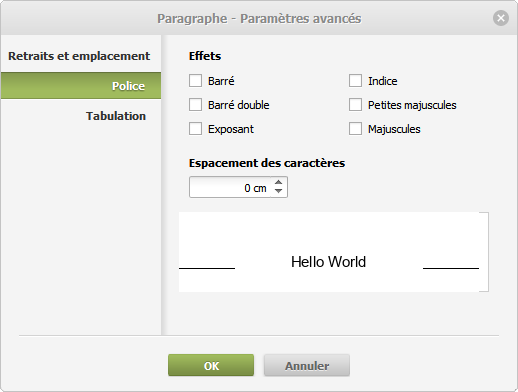 Paragraphe - Paramètres avancés
Retraits et emplacement
Police
Tabulation
Effets
Barré
Indice
Barré double
Petites majuscules
Exposant
Majuscules
Espacement des caractères
0 cm
Hello World
OK
Annuler